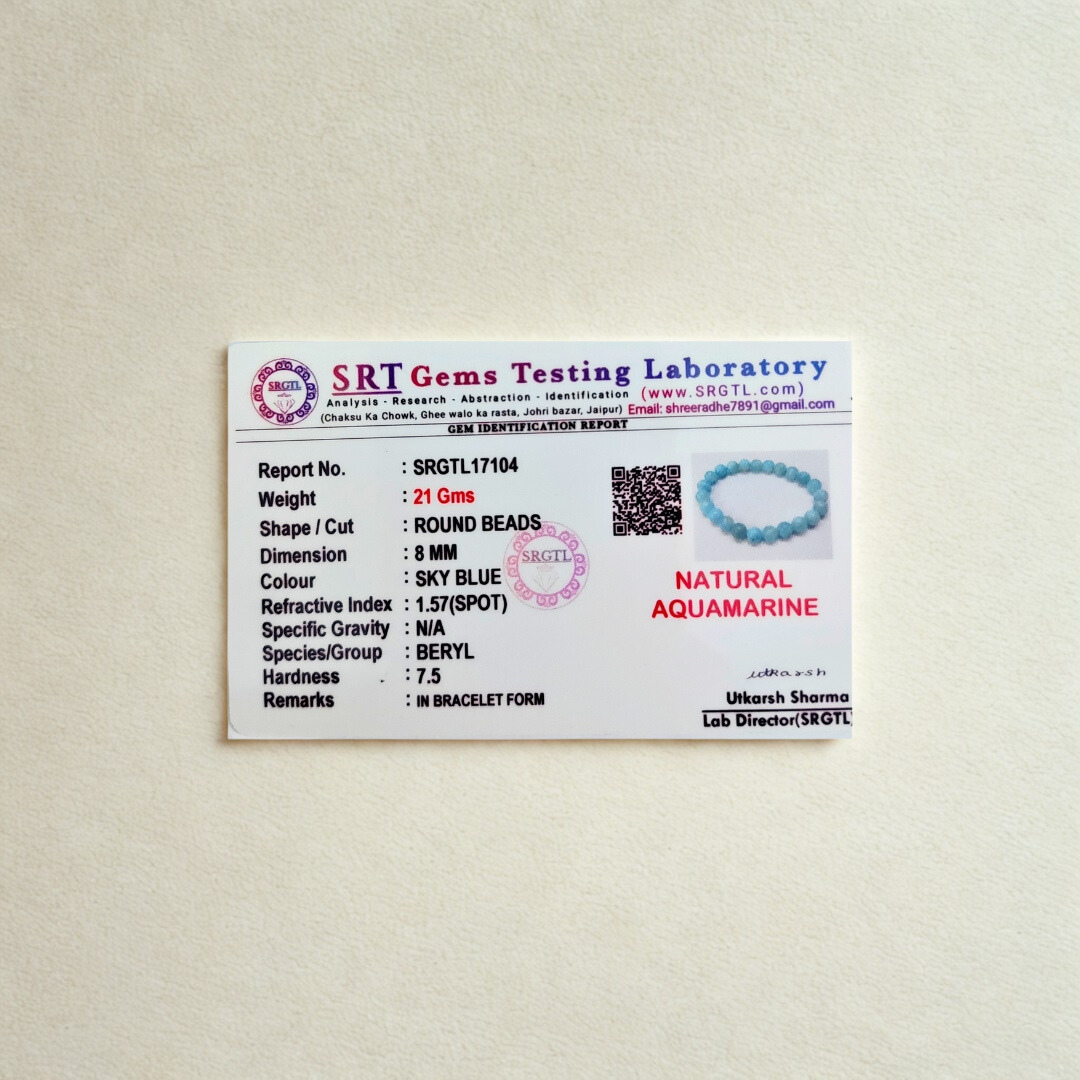 SRGTL
SRT Gems Testing Laboratory
Analysis - Research - Abstraction - Identification
(www.SRGTL.com)
(Chaksu Ka Chowk, Ghee walo ka rasta, Johri bazar, Jaipur) Email: shreeradhe7891@gmail.com
GEM IDENTIFICATION REPORT
Report No. : SRGTL17104
Weight : 21 Gms
Shape / Cut : ROUND BEADS
Dimension : 8 MM
Colour : SKY BLUE
Refractive Index : 1.57(SPOT)
Specific Gravity : N/A
Species/Group : BERYL
Hardness : 7.5
Remarks : IN BRACELET FORM
SRGTL
NATURAL
AQUAMARINE
utkarsh
Utkarsh Sharma
Lab Director(SRGTL)